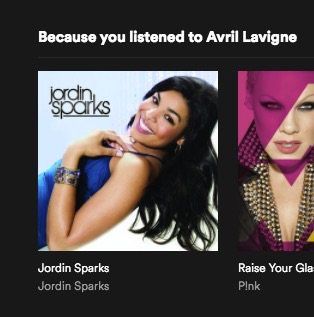 Because you listened to Avril Lavigne
jordin
sparks
Jordin Sparks
Jordin Sparks
Raise Your Gla
P!nk